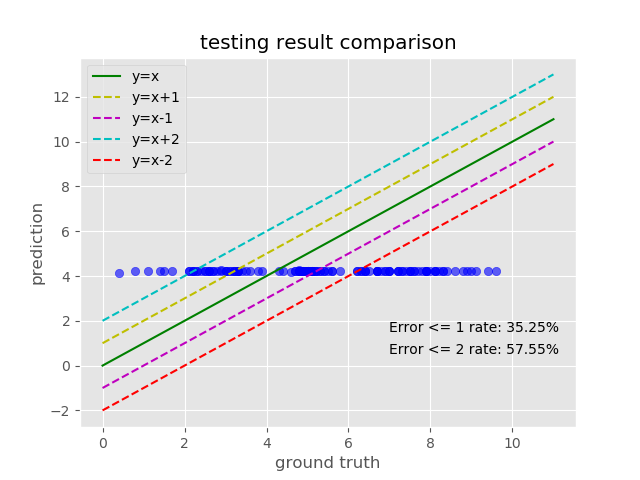 testing result comparison
y=x
y=x+1
y=x-1
y=x+2
y=x-2
12
10
8
6
4
2
0
−2
prediction
Error <= 1 rate: 35.25%
Error <= 2 rate: 57.55%
0 2 4 6 8 10
ground truth